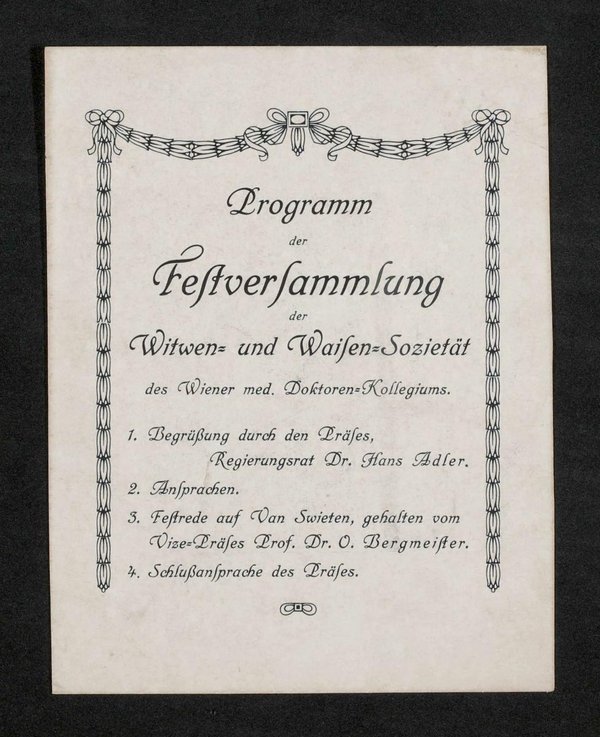 Programm
der
Feſtverſammlung
der
Witwen= und Waiſen=Sozietät
des Wiener med. Doktoren=Kollegiums.
1. Begrüßung durch den Präſes,
Regierungsrat Dr. Hans Adler.
2. Anſprachen.
3. Feſtrede auf Van Swieten, gehalten vom
Vize=Präſes Prof. Dr. O. Bergmeiſter.
4. Schlußanſprache des Präſes.